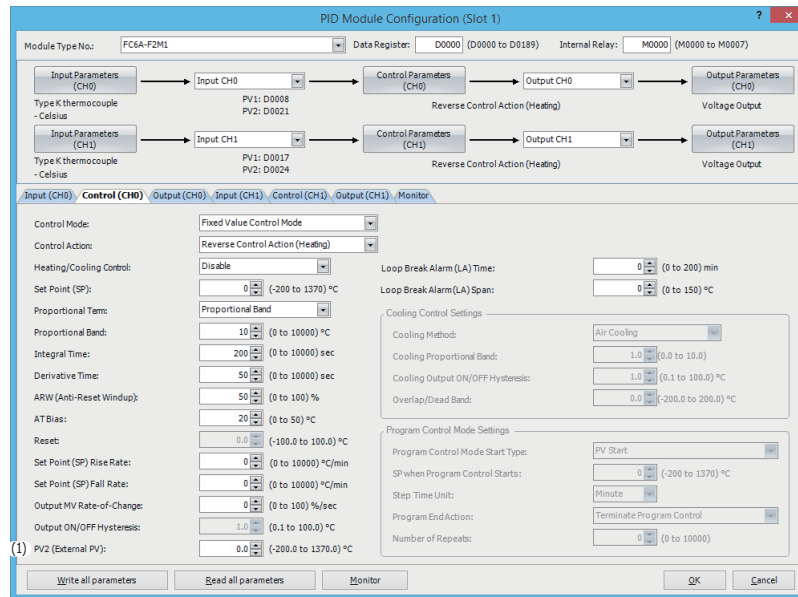 PID Module Configuration (Slot 1)
? ×
Module Type No.: FC6A-F2M1 Data Register: D0000 (D0000 to D0189) Internal Relay: M0000 (M0000 to M0007)
Input Parameters (CH0) Input CH0 Control Parameters (CH0) Output CH0 Output Parameters (CH0)
Type K thermocouple - Celsius
PV1: D0008
PV2: D0021
Reverse Control Action (Heating)
Voltage Output
Input Parameters (CH1) Input CH1 Control Parameters (CH1) Output CH1 Output Parameters (CH1)
Type K thermocouple - Celsius
PV1: D0017
PV2: D0024
Reverse Control Action (Heating)
Voltage Output
Input (CH0) Control (CH0) Output (CH0) Input (CH1) Control (CH1) Output (CH1) Monitor
Control Mode: Fixed Value Control Mode
Control Action: Reverse Control Action (Heating)
Heating/Cooling Control: Disable
Set Point (SP): 0 (-200 to 1370) °C
Proportional Term: Proportional Band
Proportional Band: 10 (0 to 10000) °C
Integral Time: 200 (0 to 10000) sec
Derivative Time: 50 (0 to 10000) sec
ARW (Anti-Reset Windup): 50 (0 to 100) %
AT Bias: 20 (0 to 50) °C
Reset: 0.0 (-100.0 to 100.0) °C
Set Point (SP) Rise Rate: 0 (0 to 10000) °C/min
Set Point (SP) Fall Rate: 0 (0 to 10000) °C/min
Output MV Rate-of-Change: 0 (0 to 100) %/sec
Output ON/OFF Hysteresis: 1.0 (0.1 to 100.0) °C
(1) PV2 (External PV): 0.0 (-200.0 to 1370.0) °C
Loop Break Alarm (LA) Time: 0 (0 to 200) min
Loop Break Alarm (LA) Span: 0 (0 to 150) °C
Cooling Control Settings
Cooling Method: Air Cooling
Cooling Proportional Band: 1.0 (0.0 to 10.0)
Cooling Output ON/OFF Hysteresis: 1.0 (0.1 to 100.0) °C
Overlap/Dead Band: 0.0 (-200.0 to 200.0) °C
Program Control Mode Settings
Program Control Mode Start Type: PV Start
SP when Program Control Starts: 0 (-200 to 1370) °C
Step Time Unit: Minute
Program End Action: Terminate Program Control
Number of Repeats: 0 (0 to 10000)
Write all parameters Read all parameters Monitor OK Cancel